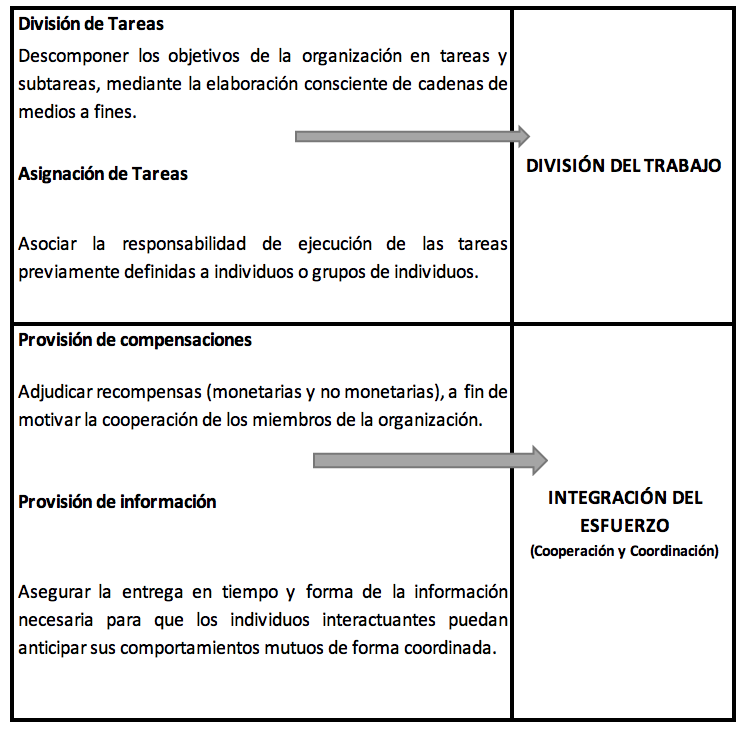 División de Tareas
Descomponer los objetivos de la organización en tareas y
subtareas, mediante la elaboración consciente de cadenas de
medios a fines.
Asignación de Tareas
Asociar la responsabilidad de ejecución de las tareas
previamente definidas a individuos o grupos de individuos.
DIVISIÓN DEL TRABAJO
Provisión de compensaciones
Adjudicar recompensas (monetarias y no monetarias), a fin de
motivar la cooperación de los miembros de la organización.
Provisión de información
Asegurar la entrega en tiempo y forma de la información
necesaria para que los individuos interactuantes puedan
anticipar sus comportamientos mutuos de forma coordinada.
INTEGRACIÓN DEL
ESFUERZO
(Cooperación y Coordinación)